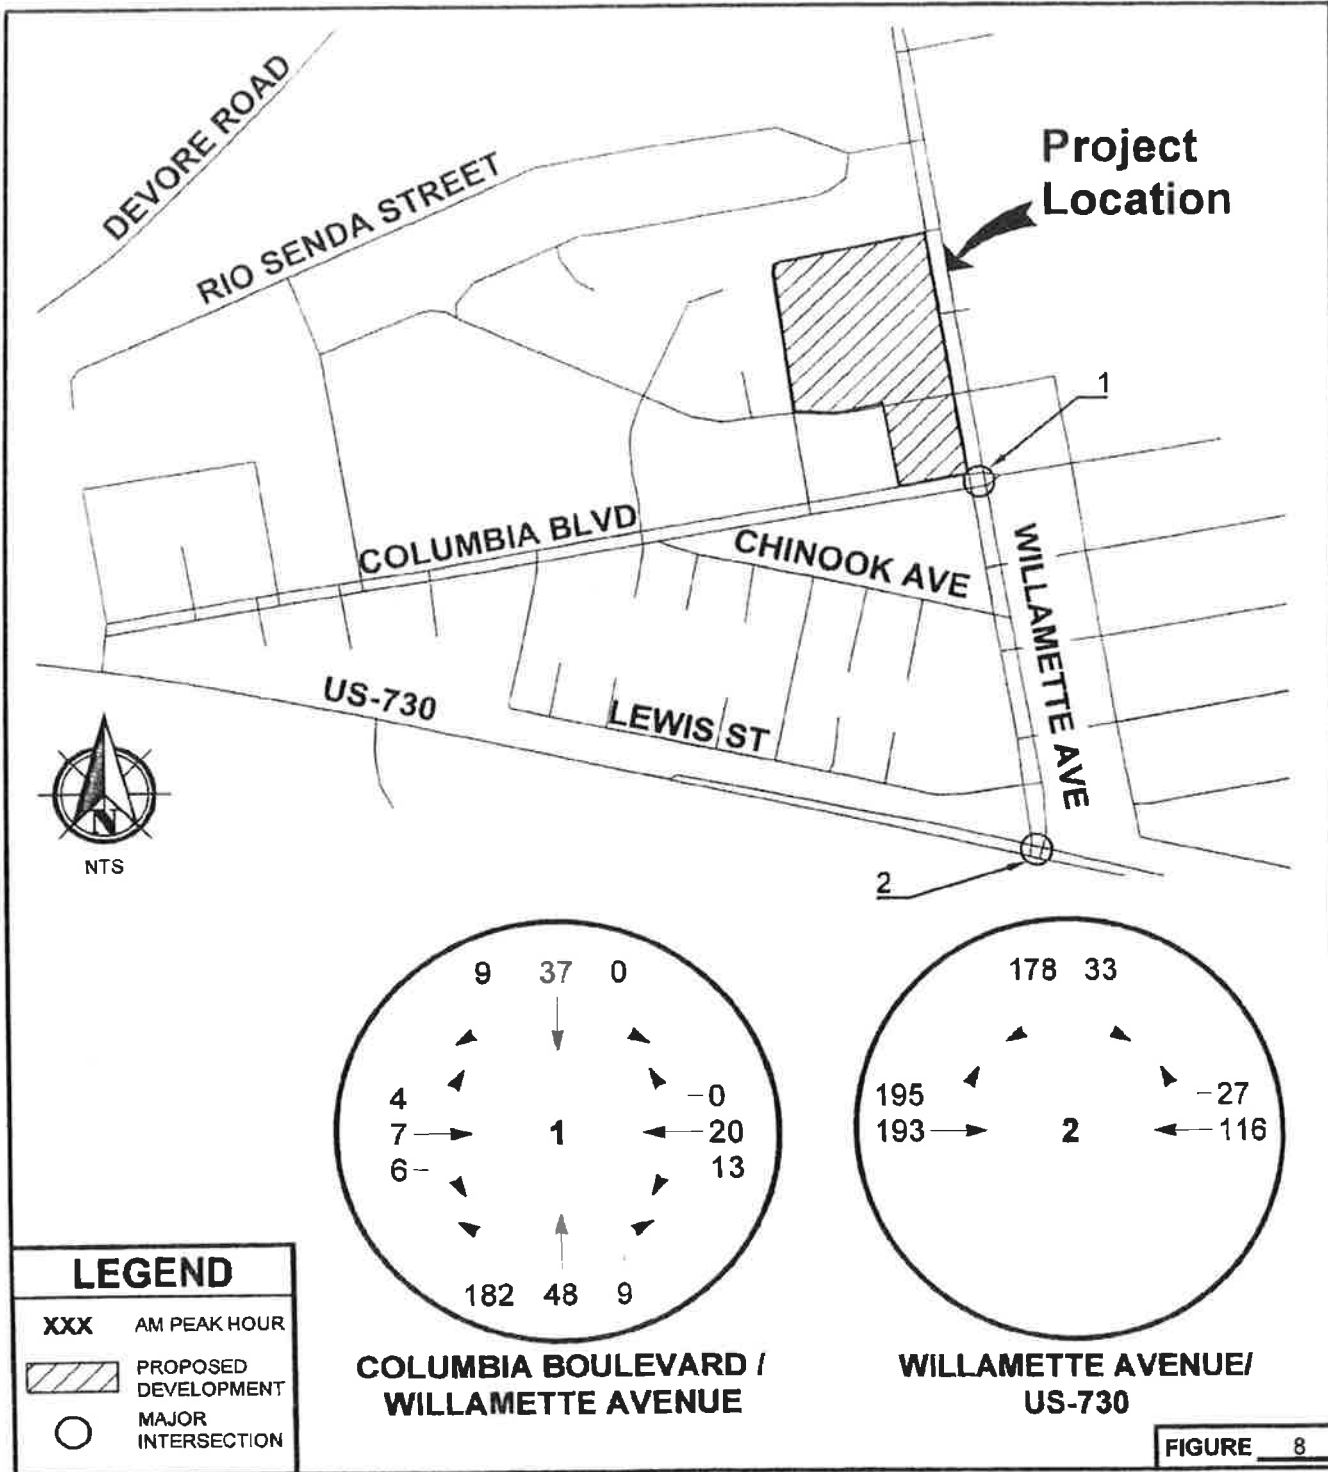 DEVORE ROAD
RIO SENDA STREET
Project
Location
1
COLUMBIA BLVD
CHINOOK AVE
WILLAMETTE AVE
US-730
LEWIS ST
N
NTS
2
9 37 0
4
7
6
1
0
20
13
182 48 9
COLUMBIA BOULEVARD /
WILLAMETTE AVENUE
178 33
195
193
2
27
116
WILLAMETTE AVENUE/
US-730
LEGEND
XXX AM PEAK HOUR
PROPOSED
DEVELOPMENT
MAJOR
INTERSECTION
FIGURE 8